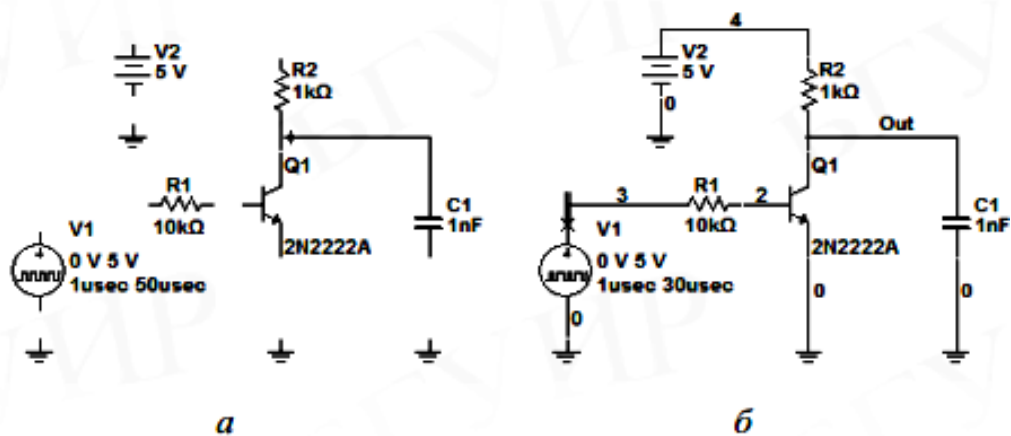 V2
5 V
R2
1kΩ
Q1
R1
10kΩ
2N2222A
C1
1nF
V1
0 V 5 V
1usec 50usec
а
4
V2
5 V
0
R2
1kΩ
Out
Q1
3
R1
10kΩ
2
2N2222A
C1
1nF
V1
0 V 5 V
1usec 30usec
0
0
0
б